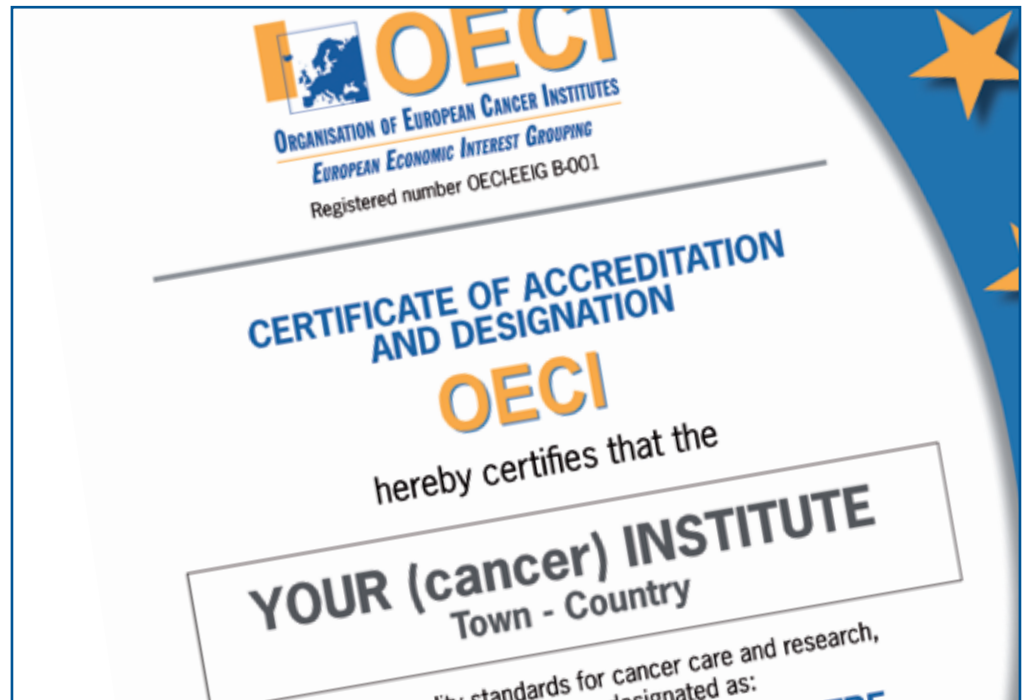 OECI
ORGANISATION OF EUROPEAN CANCER INSTITUTES
EUROPEAN ECONOMIC INTEREST GROUPING
Registered number OECI-EEIG B-001
CERTIFICATE OF ACCREDITATION
AND DESIGNATION
OECI
hereby certifies that the
YOUR (cancer) INSTITUTE
Town - Country
standards for cancer care and research,
as: